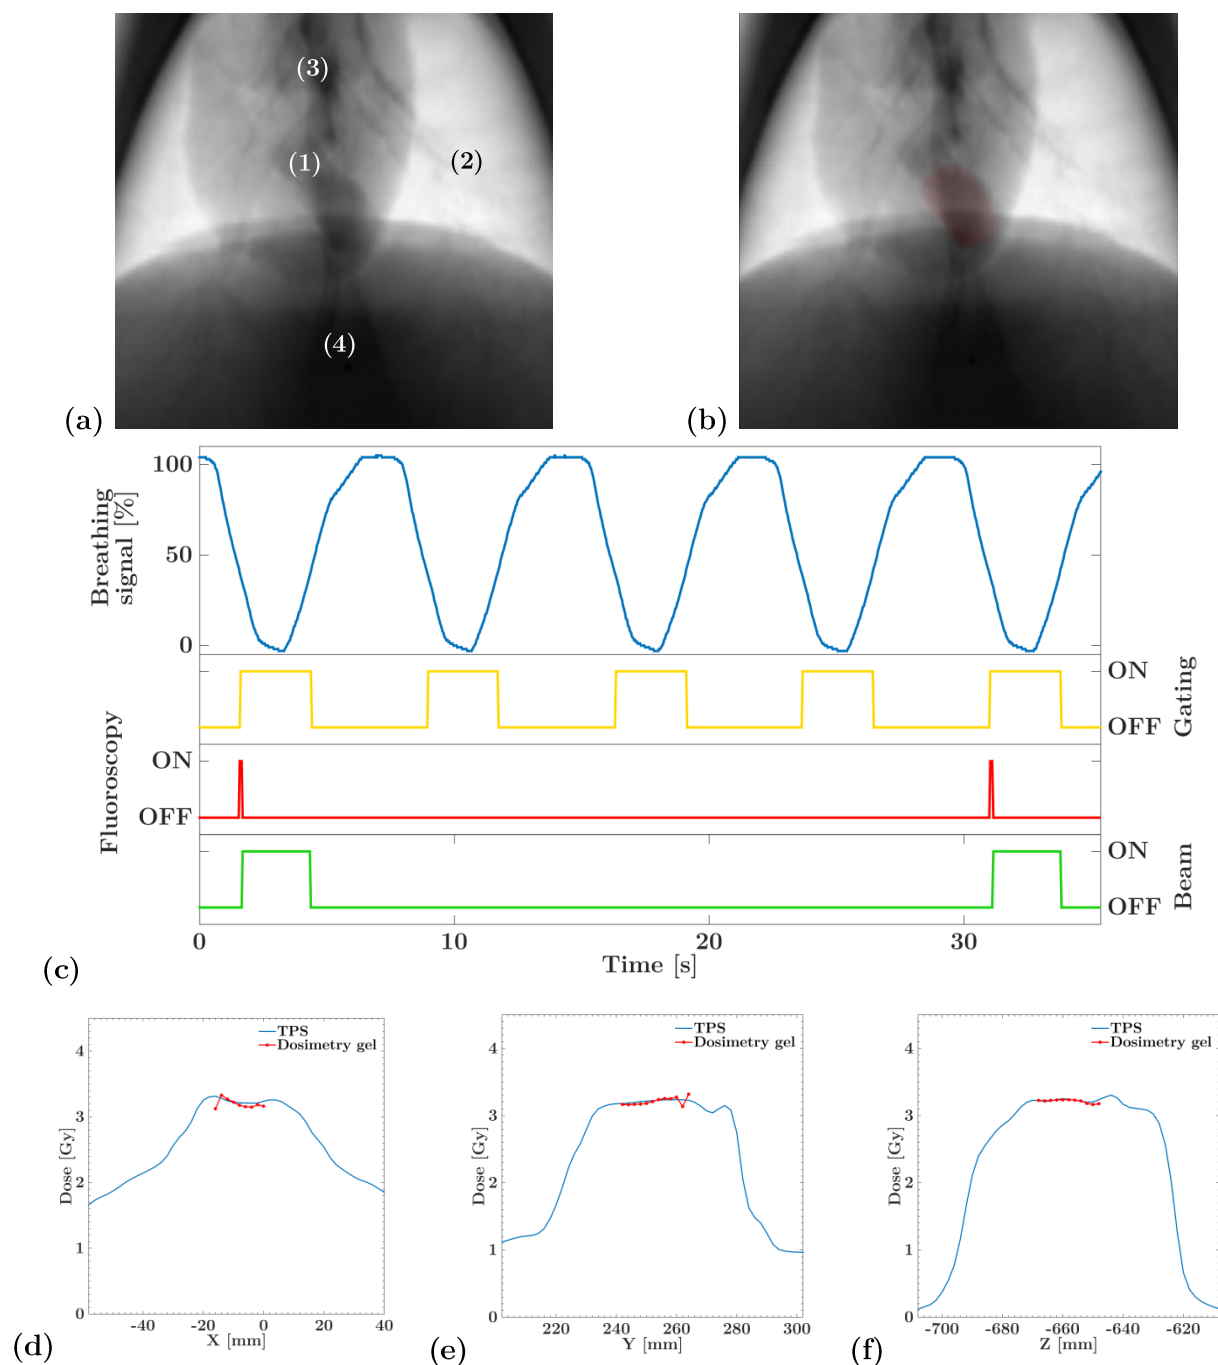 (3)
(1)
(2)
(4)
(a)
(b)
Breathing
signal [%]
100
50
0
ON
OFF
Gating
Fluoroscopy
ON
OFF
ON
OFF
Beam
0
10
20
30
Time [s]
(c)
TPS
Dosimetry gel
Dose [Gy]
4
3
2
1
0
-40
-20
0
20
40
X [mm]
(d)
TPS
Dosimetry gel
Dose [Gy]
4
3
2
1
0
220
240
260
280
300
Y [mm]
(e)
TPS
Dosimetry gel
Dose [Gy]
4
3
2
1
0
-700
-680
-660
-640
-620
Z [mm]
(f)